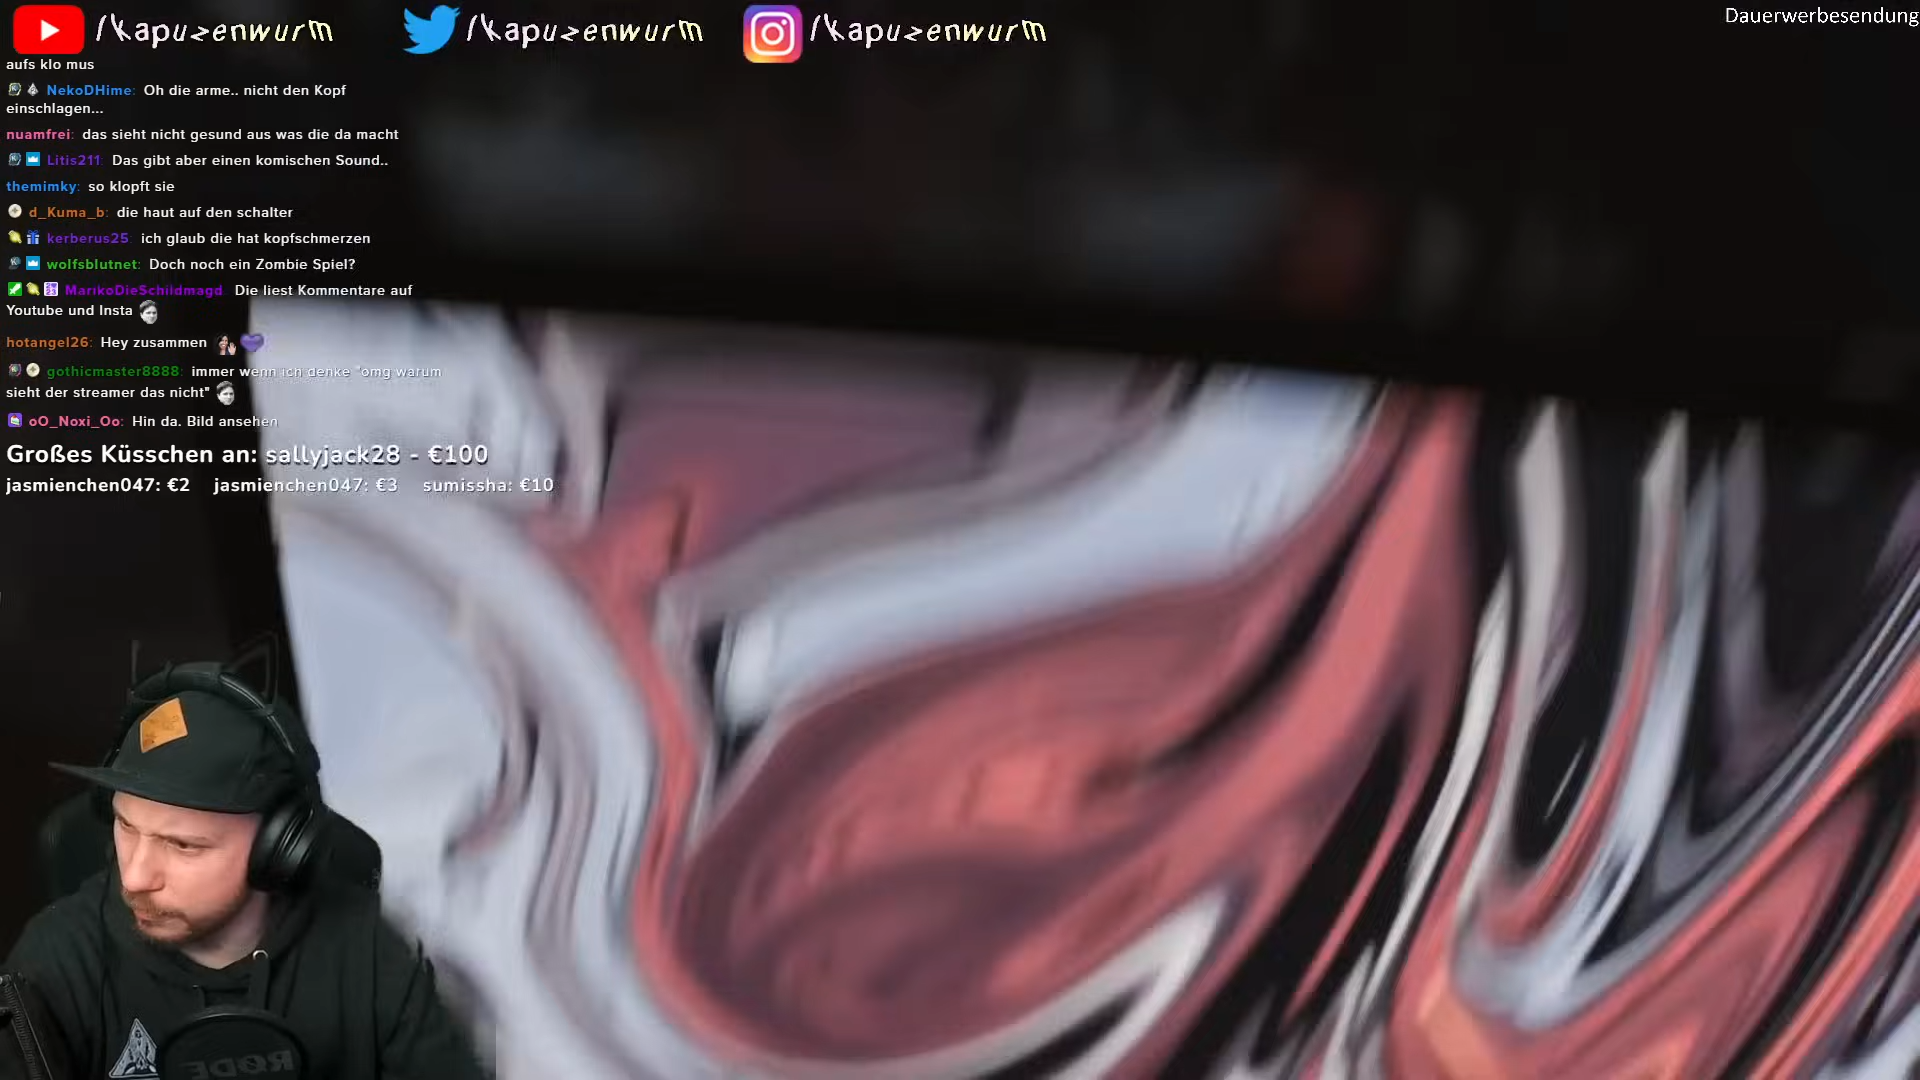 /kapuzenwurm /kapuzenwurm /kapuzenwurm Dauerwerbesendung
aufs klo mus
NekoDHime: Oh die arme.. nicht den Kopf
einschlagen...
nuamfrei: das sieht nicht gesund aus was die da macht
Litis211: Das gibt aber einen komischen Sound..
themimky: so klopft sie
d_Kuma_b: die haut auf den schalter
kerberus25: ich glaub die hat kopfschmerzen
wolfsblutnet: Doch noch ein Zombie Spiel?
MarikoDieSchildmagd: Die liest Kommentare auf
Youtube und Insta
hotangel26: Hey zusammen
gothicmaster8888: immer wenn ich denke "omg warum
sieht der streamer das nicht"
oO_Noxi_Oo: Hin da. Bild ansehen
Großes Küsschen an: sallyjack28 - €100
jasmienchen047: €2 jasmienchen047: €3 sumissha: €10
RØDE